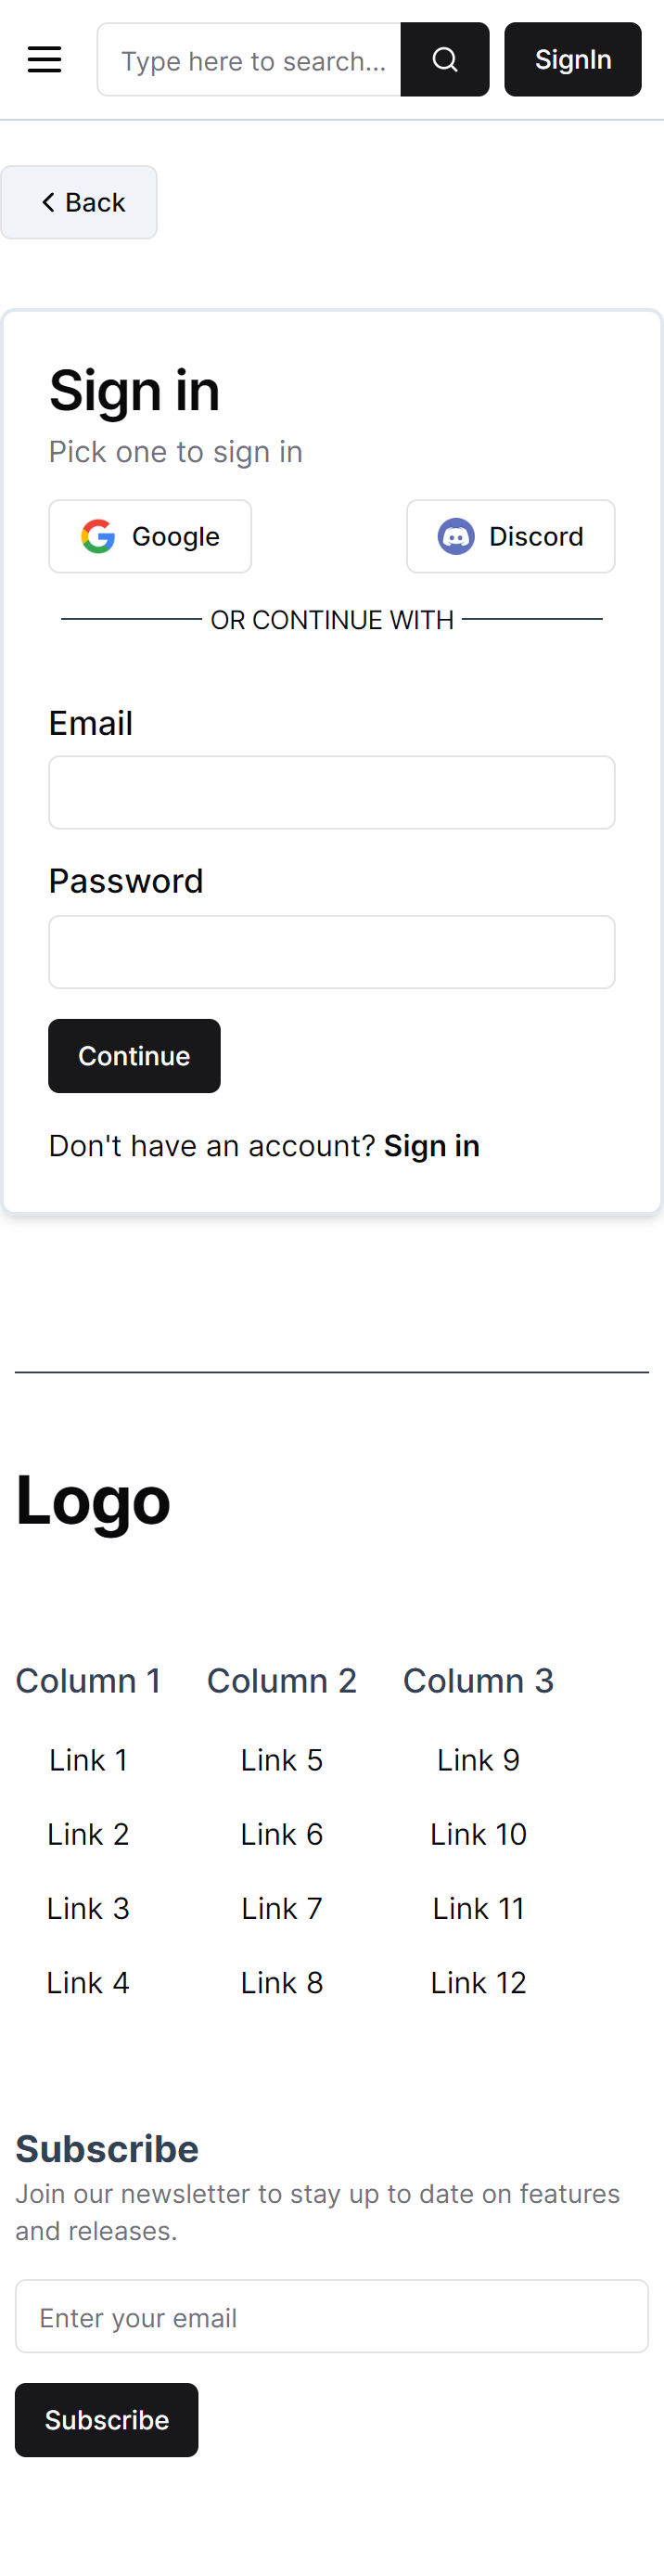 Type here to search...
SignIn
Back
Sign in
Pick one to sign in
Google
Discord
OR CONTINUE WITH
Email
Password
Continue
Don't have an account? Sign in
Logo
Column 1 Column 2 Column 3
Link 1 Link 5 Link 9
Link 2 Link 6 Link 10
Link 3 Link 7 Link 11
Link 4 Link 8 Link 12
Subscribe
Join our newsletter to stay up to date on features
and releases.
Enter your email
Subscribe